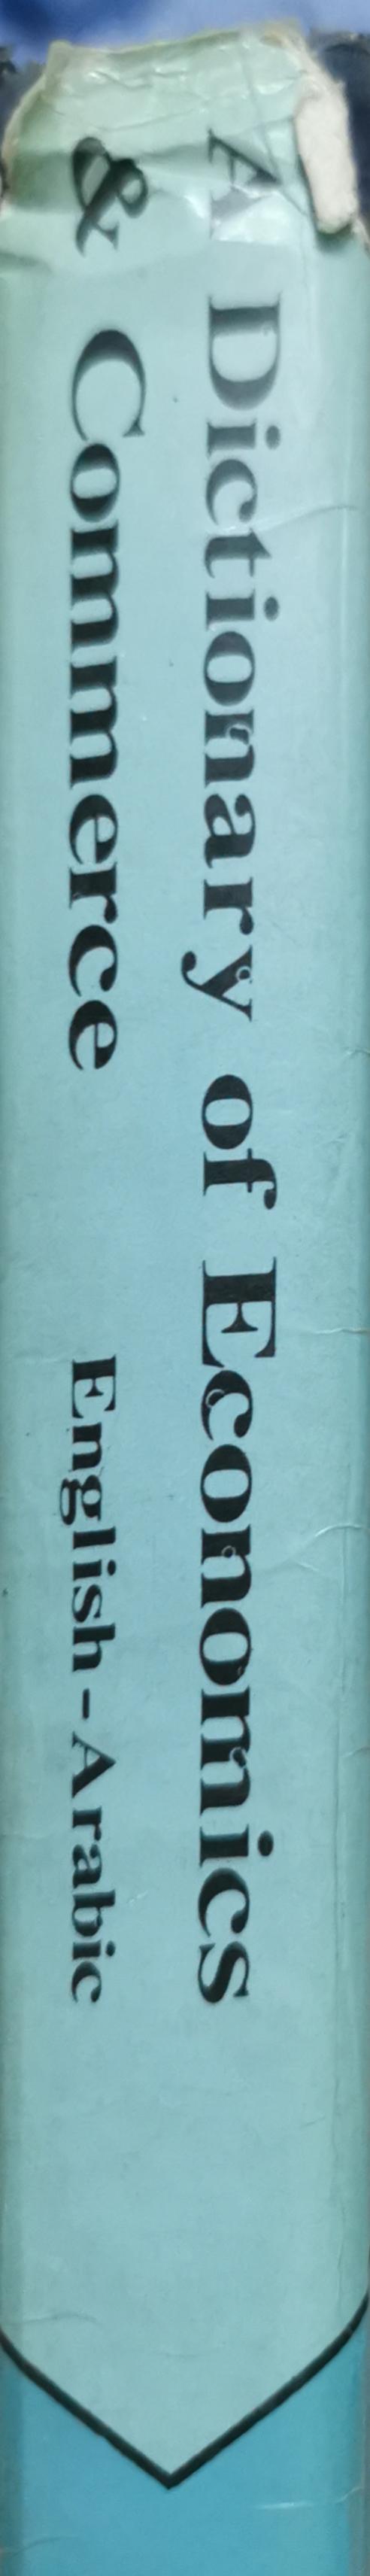 A Dictionary of Economics
& Commerce English - Arabic